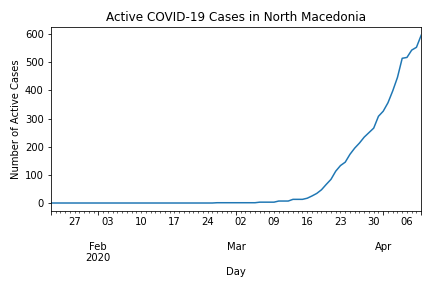 Active COVID-19 Cases in North Macedonia
600
500
400
300
200
100
0
Number of Active Cases
27 03 10 17 24 02 09 16 23 30 06
Feb Mar Apr
2020
Day